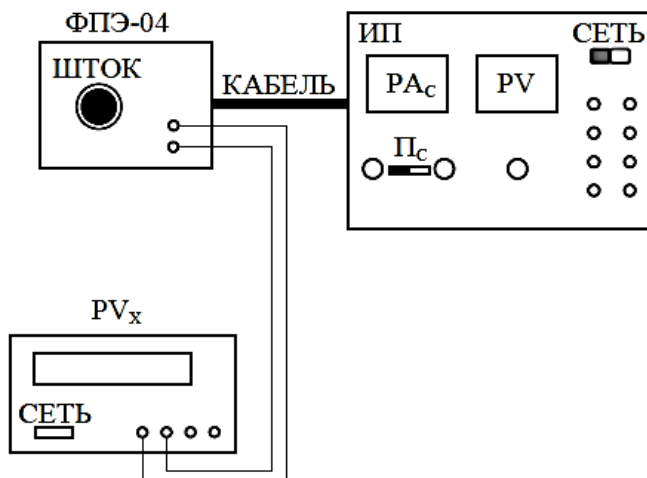 ФПЭ-04
ШТОК
КАБЕЛЬ
ИП
СЕТЬ
PA_C
PV
П_C
PV_X
СЕТЬ